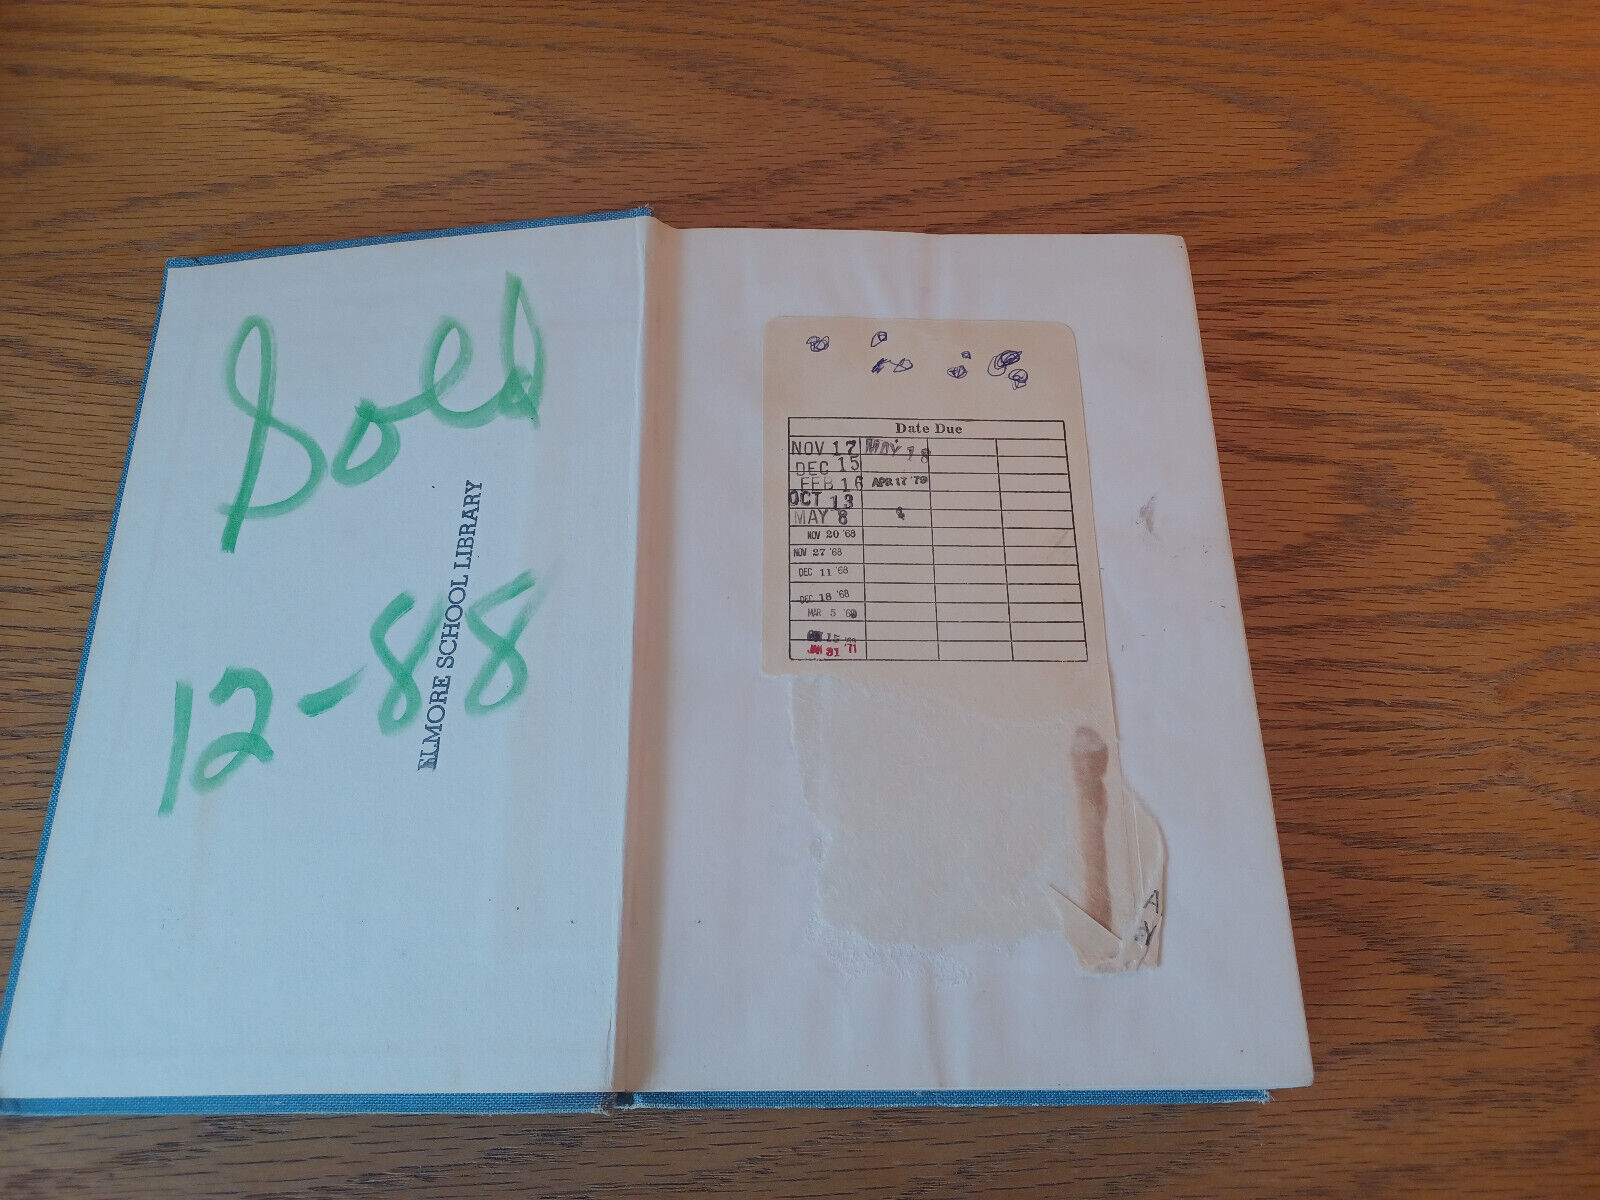 Sold
12-88
ELMORE SCHOOL LIBRARY
Date Due
NOV 17 MAY 18
DEC 15
FEB 16 APR 17 '79
OCT 13
MAY 8
NOV 20 '68
NOV 27 '68
DEC 11 '68
DEC 18 '68
MAR 5 '69
15
JAN 31 '71